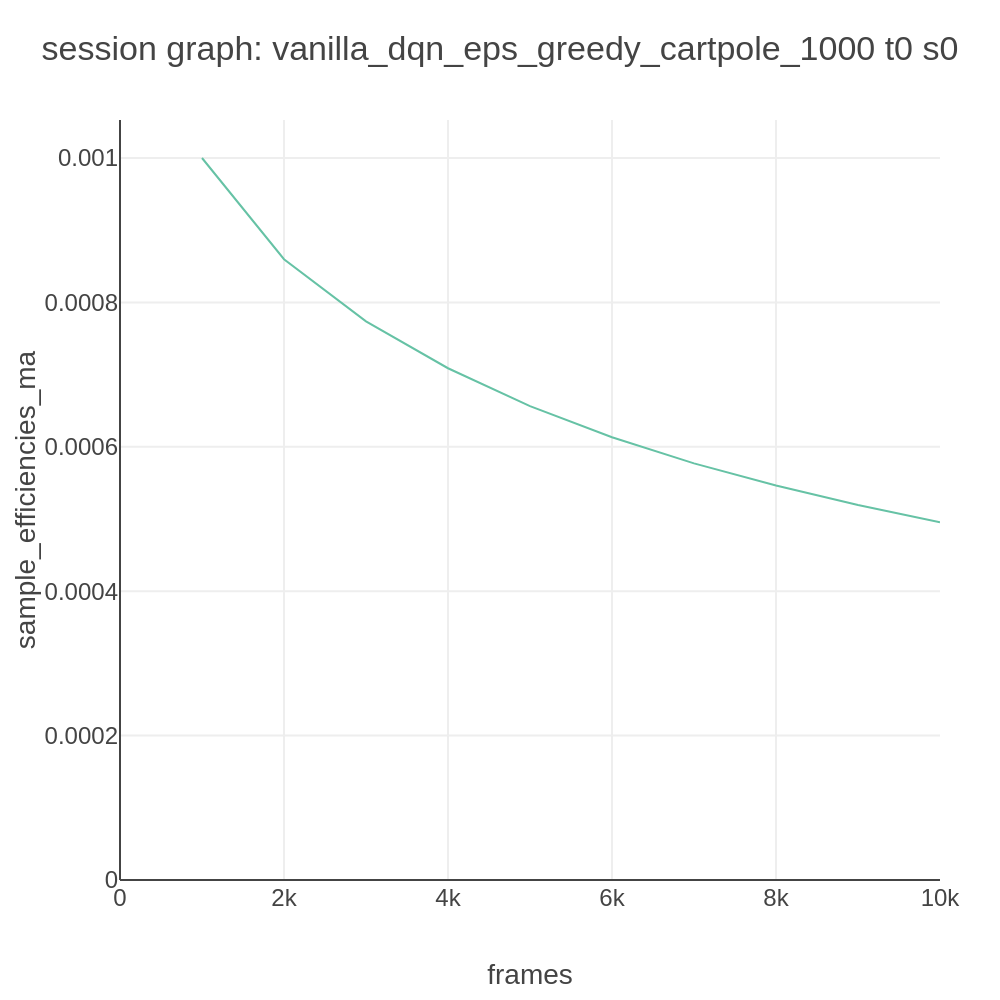 session graph: vanilla_dqn_eps_greedy_cartpole_1000 t0 s0
sample_efficiencies_ma
0.001
0.0008
0.0006
0.0004
0.0002
0
0
2k
4k
6k
8k
10k
frames